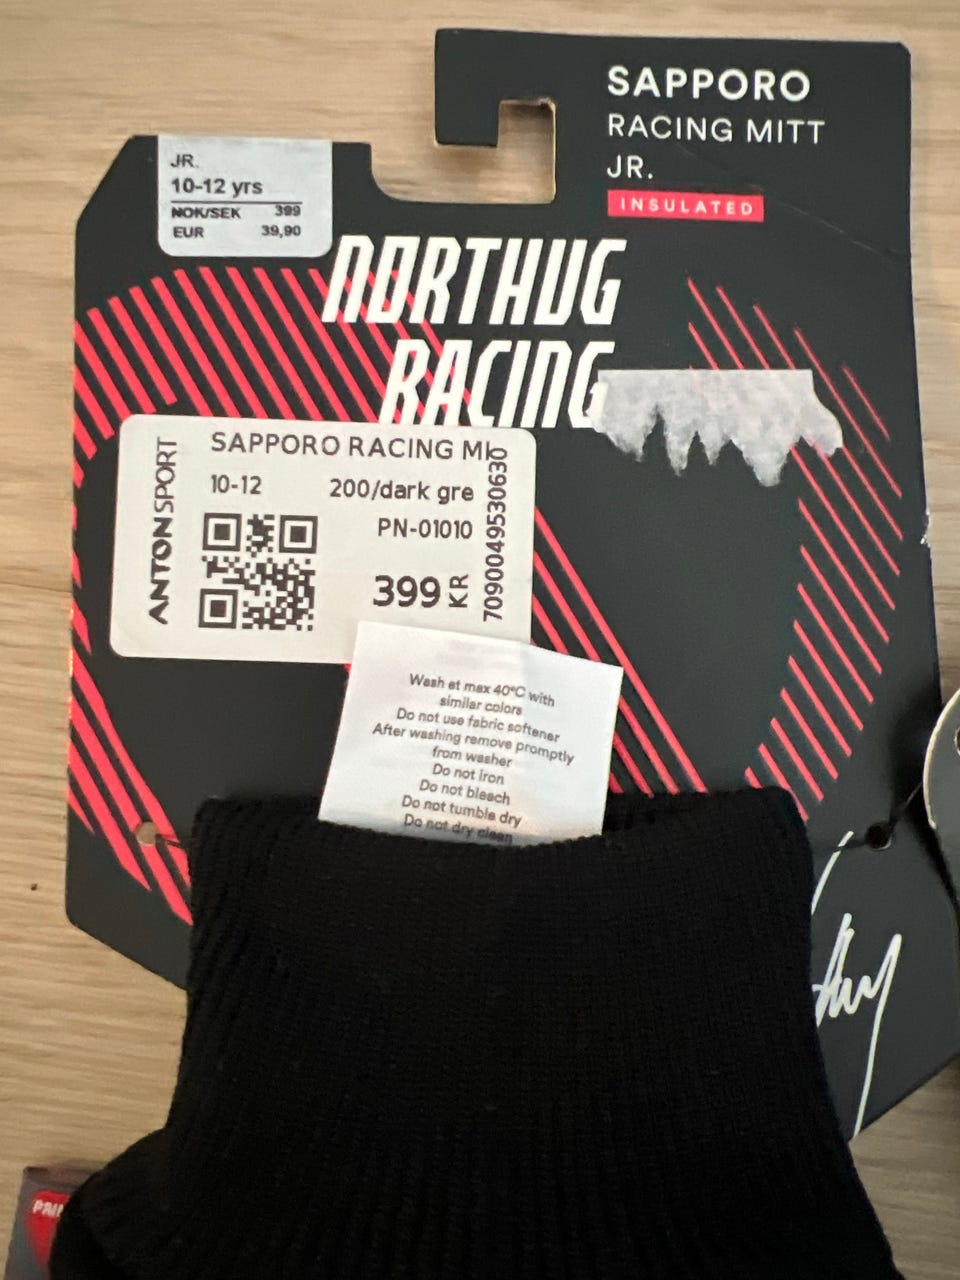 SAPPORO
RACING MITT
JR.
INSULATED
JR.
10-12 yrs
NOK/SEK 399
EUR 39,90
NORTHUG
RACING
ANTON SPORT
SAPPORO RACING MI
10-12 200/dark gre
PN-01010
399 KR
7090049530630
Wash at max 40°C with
similar colors
Do not use fabric softener
After washing remove promptly
from washer
Do not iron
Do not bleach
Do not tumble dry
Do not dry clean